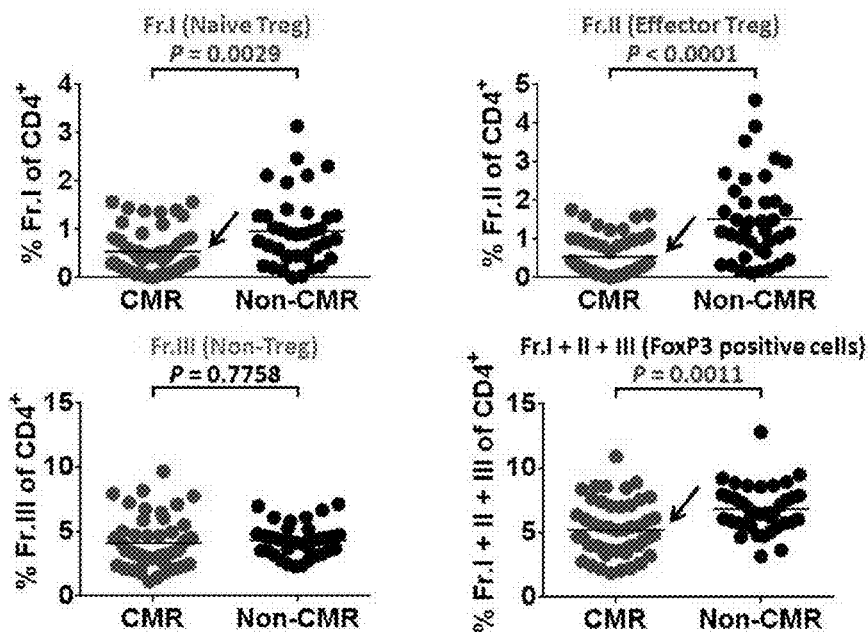 Fr.I (Naive Treg)
P = 0.0029
% Fr.I of CD4+
4
3
2
1
0
CMR Non-CMR
Fr.II (Effector Treg)
P < 0.0001
% Fr.II of CD4+
5
4
3
2
1
0
CMR Non-CMR
Fr.III (Non-Treg)
P = 0.7758
% Fr.III of CD4+
15
10
5
0
CMR Non-CMR
Fr.I + II + III (FoxP3 positive cells)
P = 0.0011
% Fr.I + II + III of CD4+
15
10
5
0
CMR Non-CMR